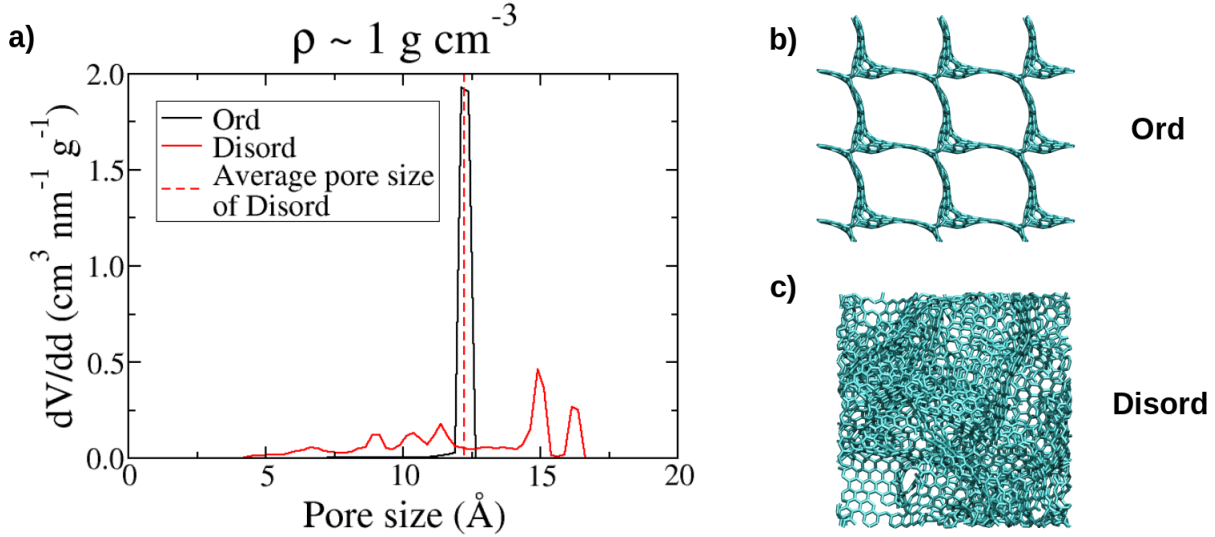 a)
ρ ~ 1 g cm⁻³
dV/dd (cm³ nm⁻¹ g⁻¹)
2.0
1.5
1.0
0.5
0.0
Ord
Disord
Average pore size
of Disord
0 5 10 15 20
Pore size (Å)
b)
Ord
c)
Disord